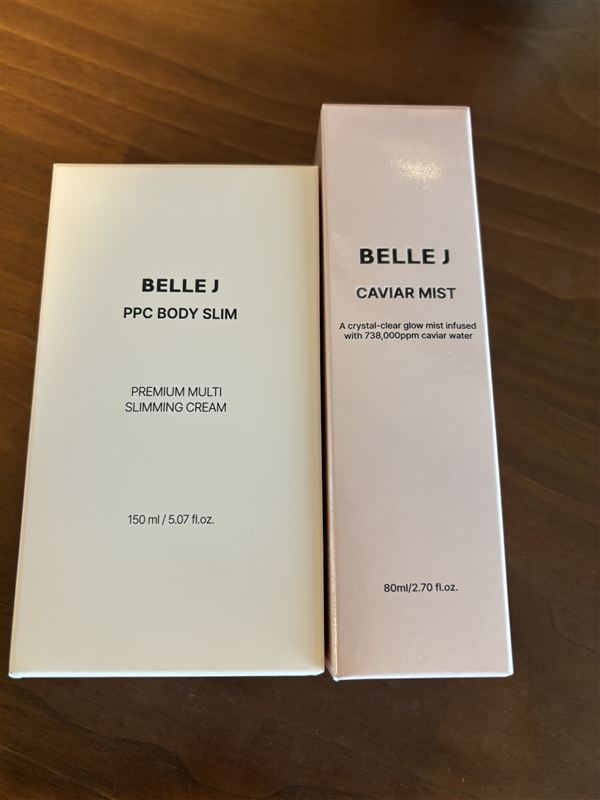 BELLE J
PPC BODY SLIM
PREMIUM MULTI
SLIMMING CREAM
150 ml / 5.07 fl.oz.
BELLE J
CAVIAR MIST
A crystal-clear glow mist infused
with 738,000ppm caviar water
80ml/2.70 fl.oz.